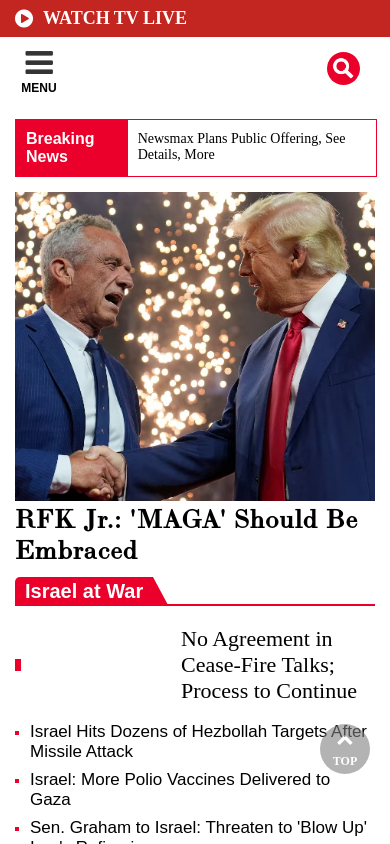 WATCH TV LIVE
MENU
Breaking
News
Newsmax Plans Public Offering, See
Details, More
RFK Jr.: 'MAGA' Should Be
Embraced
Israel at War
No Agreement in
Cease-Fire Talks;
Process to Continue
Israel Hits Dozens of Hezbollah Targets After
Missile Attack
TOP
Israel: More Polio Vaccines Delivered to
Gaza
Sen. Graham to Israel: Threaten to 'Blow Up'